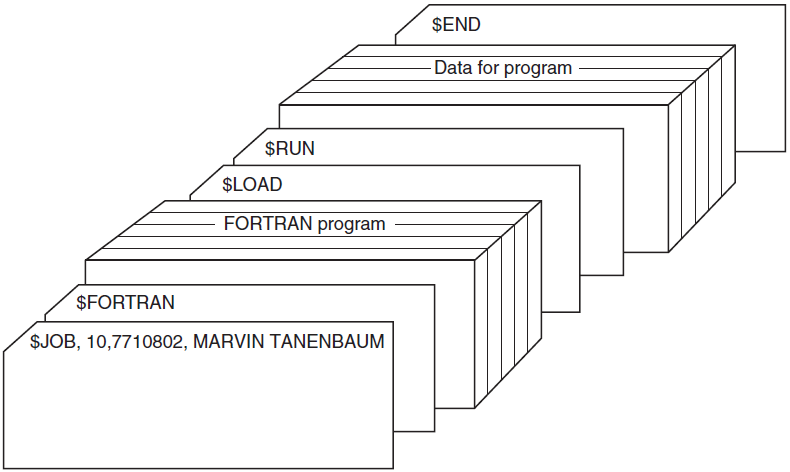 $END
Data for program
$RUN
$LOAD
FORTRAN program
$FORTRAN
$JOB, 10,7710802, MARVIN TANENBAUM